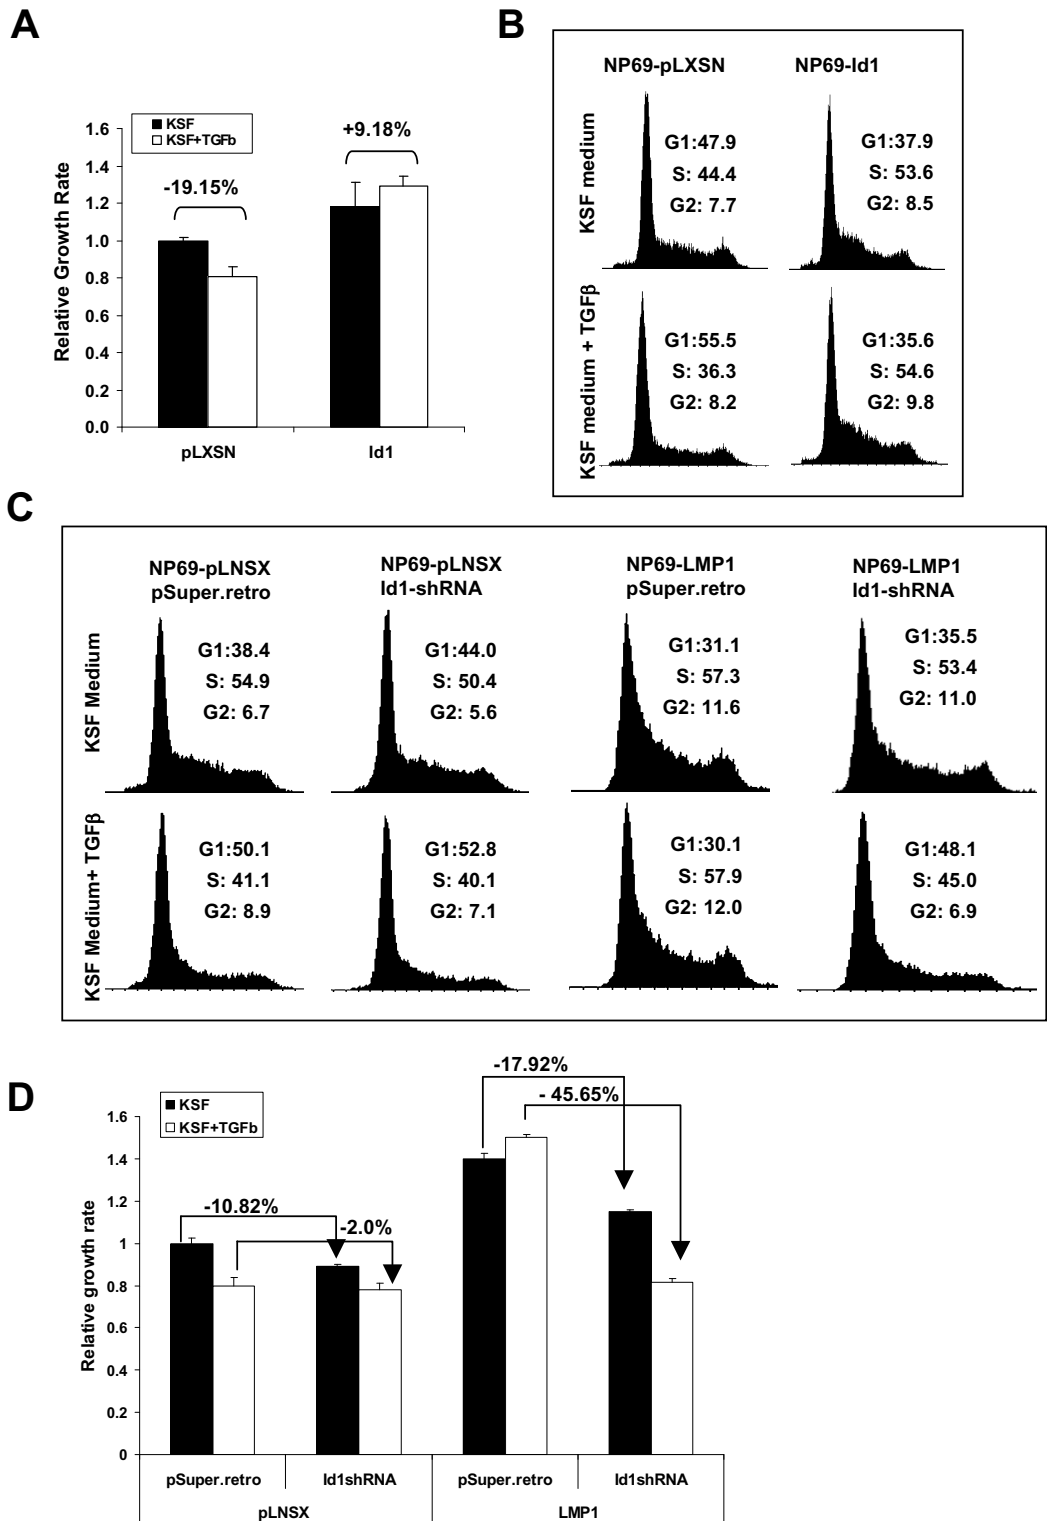 A
KSF
KSF+TGFb
-19.15%
+9.18%
Relative Growth Rate
1.6
1.4
1.2
1.0
0.8
0.6
0.4
0.2
0.0
pLXSN
Id1
B
NP69-pLXSN
NP69-Id1
KSF medium
G1:47.9
S: 44.4
G2: 7.7
G1:37.9
S: 53.6
G2: 8.5
KSF medium + TGFβ
G1:55.5
S: 36.3
G2: 8.2
G1:35.6
S: 54.6
G2: 9.8
C
NP69-pLNSX
pSuper.retro
NP69-pLNSX
Id1-shRNA
NP69-LMP1
pSuper.retro
NP69-LMP1
Id1-shRNA
KSF Medium
G1:38.4
S: 54.9
G2: 6.7
G1:44.0
S: 50.4
G2: 5.6
G1:31.1
S: 57.3
G2: 11.6
G1:35.5
S: 53.4
G2: 11.0
KSF Medium+ TGFβ
G1:50.1
S: 41.1
G2: 8.9
G1:52.8
S: 40.1
G2: 7.1
G1:30.1
S: 57.9
G2: 12.0
G1:48.1
S: 45.0
G2: 6.9
D
KSF
KSF+TGFb
-17.92%
- 45.65%
-10.82%
-2.0%
Relative growth rate
1.6
1.4
1.2
1
0.8
0.6
0.4
0.2
0
pSuper.retro
Id1shRNA
pSuper.retro
Id1shRNA
pLNSX
LMP1